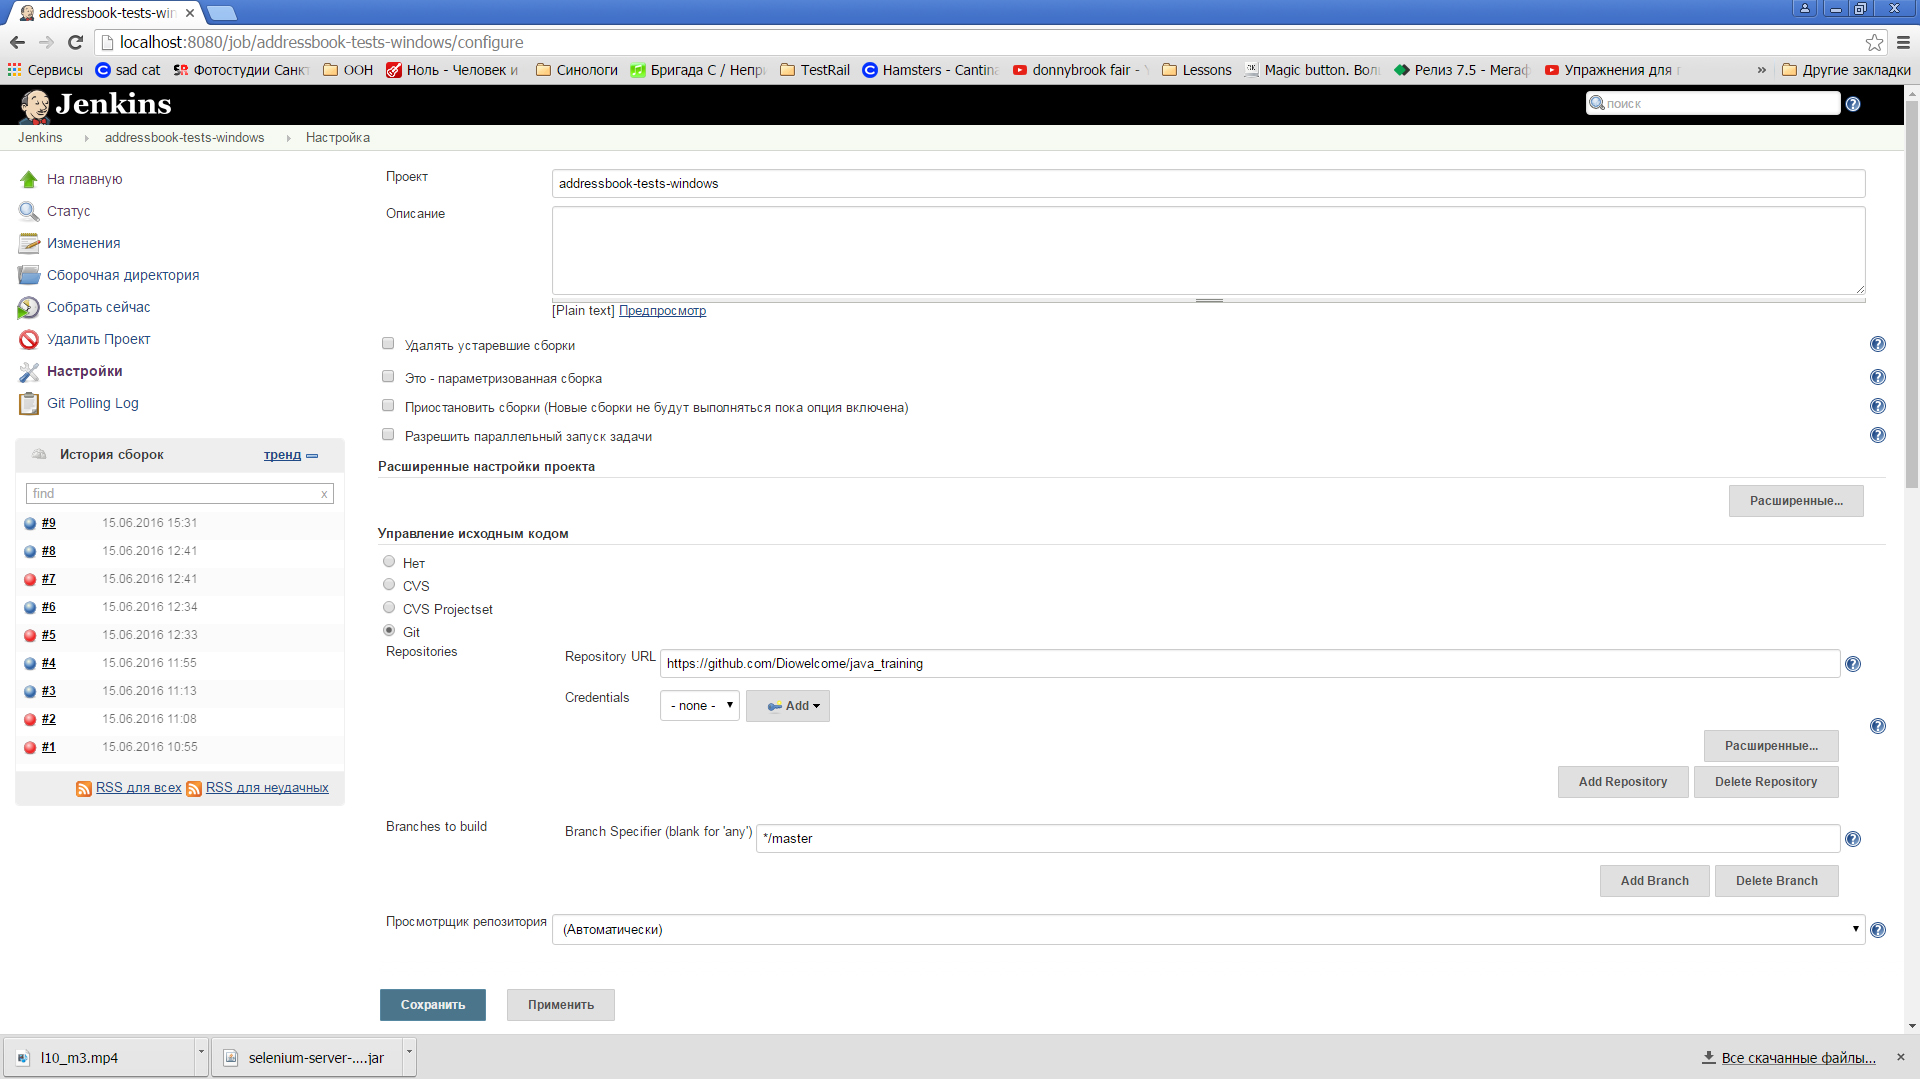 addressbook-tests-win
localhost:8080/job/addressbook-tests-windows/configure
Сервисы
sad cat
Фотостудии Санкт
ООН
Ноль - Человек и
Синологи
Бригада С / Непри
TestRail
Hamsters - Cantina
donnybrook fair - Y
Lessons
Magic button. Вол
Релиз 7.5 - Мегаф
Упражнения для г
»
Другие закладки
Jenkins
поиск
Jenkins
addressbook-tests-windows
Настройка
На главную
Статус
Изменения
Сборочная директория
Собрать сейчас
Удалить Проект
Настройки
Git Polling Log
История сборок
тренд
find
x
#9 15.06.2016 15:31
#8 15.06.2016 12:41
#7 15.06.2016 12:41
#6 15.06.2016 12:34
#5 15.06.2016 12:33
#4 15.06.2016 11:55
#3 15.06.2016 11:13
#2 15.06.2016 11:08
#1 15.06.2016 10:55
RSS для всех
RSS для неудачных
Проект
addressbook-tests-windows
Описание
[Plain text] Предпросмотр
Удалять устаревшие сборки
Это - параметризованная сборка
Приостановить сборки (Новые сборки не будут выполняться пока опция включена)
Разрешить параллельный запуск задачи
Расширенные настройки проекта
Расширенные...
Управление исходным кодом
Нет
CVS
CVS Projectset
Git
Repositories
Repository URL
https://github.com/Diowelcome/java_training
Credentials
- none -
Add
Расширенные...
Add Repository
Delete Repository
Branches to build
Branch Specifier (blank for 'any')
*/master
Add Branch
Delete Branch
Просмотрщик репозитория
(Автоматически)
Сохранить
Применить
l10_m3.mp4
selenium-server-....jar
Все скачанные файлы...